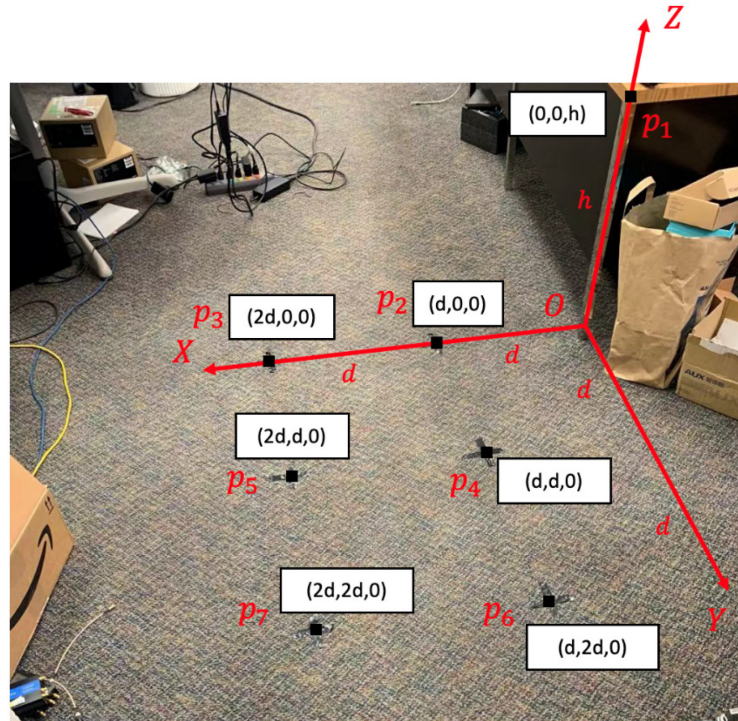 Z
(0,0,h)
p₁
h
p₃
(2d,0,0)
p₂
(d,0,0)
O
X
d
d
d
(2d,d,0)
p₅
p₄
(d,d,0)
AUX
d
(2d,2d,0)
p₇
p₆
(d,2d,0)
Y